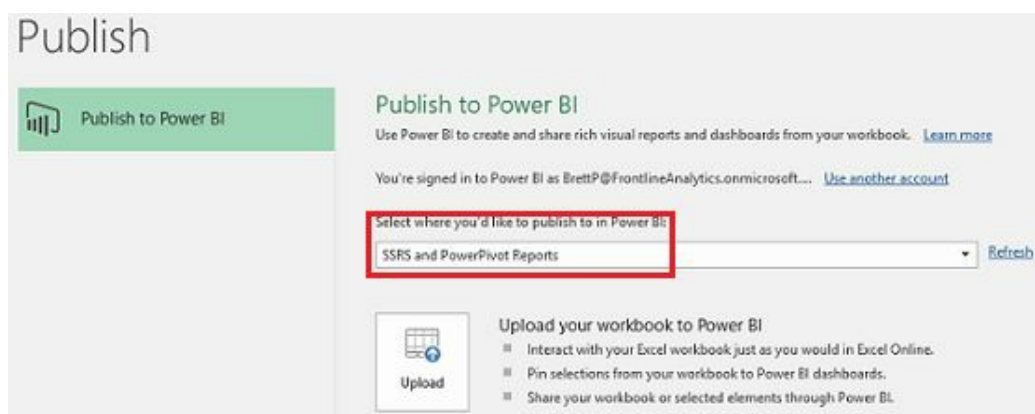 Publish
Publish to Power BI
Publish to Power BI
Use Power BI to create and share rich visual reports and dashboards from your workbook. Learn more
You're signed in to Power BI as BrettP@FrontlineAnalytics.onmicrosoft.... Use another account
Select where you'd like to publish to in Power BI:
SSRS and PowerPivot Reports Refresh
Upload
Upload your workbook to Power BI
Interact with your Excel workbook just as you would in Excel Online.
Pin selections from your workbook to Power BI dashboards.
Share your workbook or selected elements through Power BI.